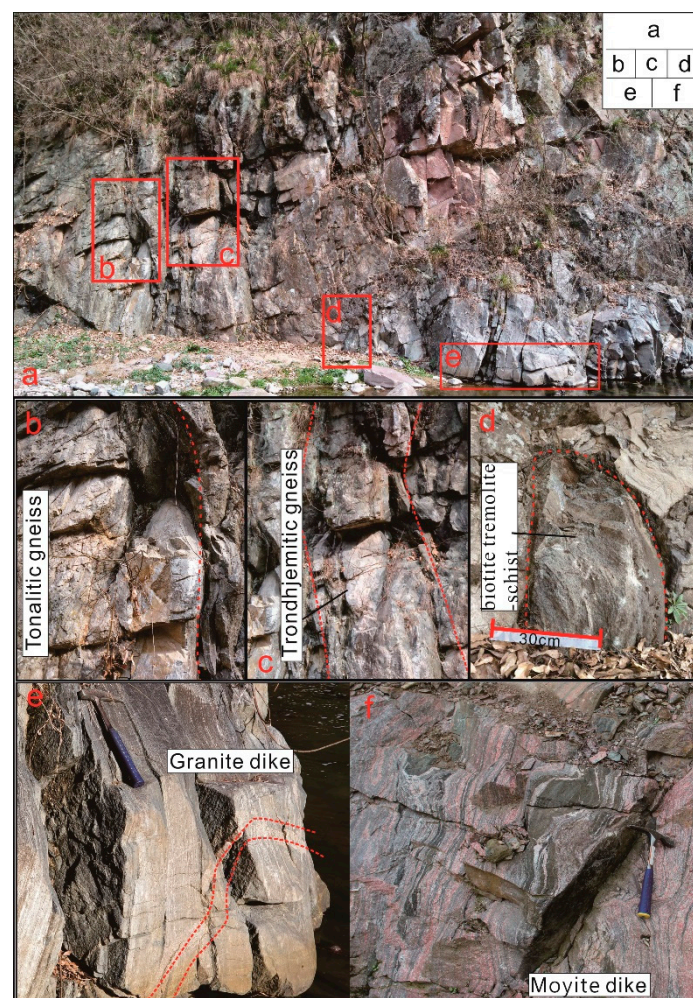 a
b c d
e f
b
c
d
e
a
b
Tonalitic gneiss
c
Trondhjemitic gneiss
d
biotite tremolite
-schist
30cm
e
Granite dike
f
Moyite dike